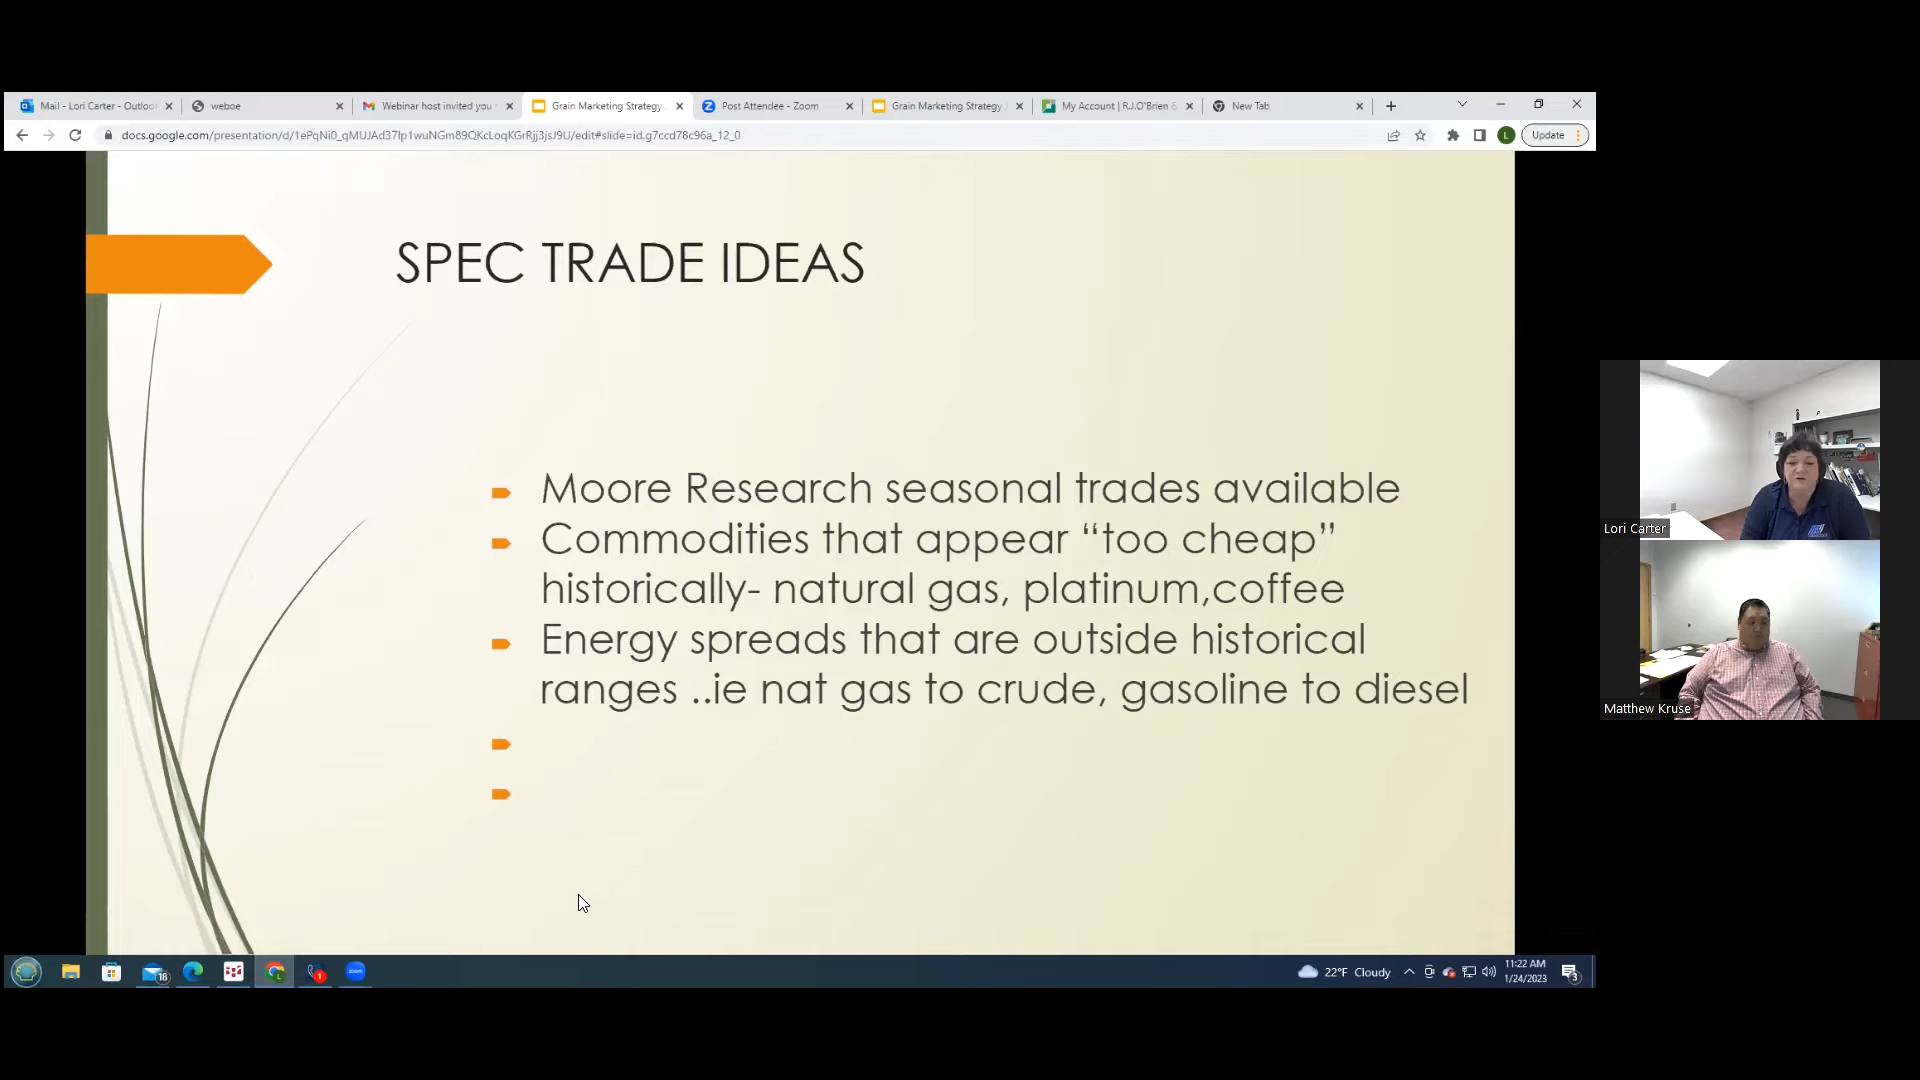 Mail - Lori Carter - Outloo
weboe
Webinar host invited you
Grain Marketing Strategy
Post Attendee - Zoom
Grain Marketing Strategy
My Account | R.J.O'Brien &
New Tab
docs.google.com/presentation/d/1ePqNi0_qMUJAd37Ip1wuNGm89QKcLoqKGrRjj3jsJ9U/edit#slide=id.g7ccd78c96a_12_0
L
Update
SPEC TRADE IDEAS
Moore Research seasonal trades available
Commodities that appear “too cheap”
historically- natural gas, platinum,coffee
Energy spreads that are outside historical
ranges ..ie nat gas to crude, gasoline to diesel
Lori Carter
Matthew Kruse
18
1
zoom
22°F Cloudy
11:22 AM
1/24/2023
3